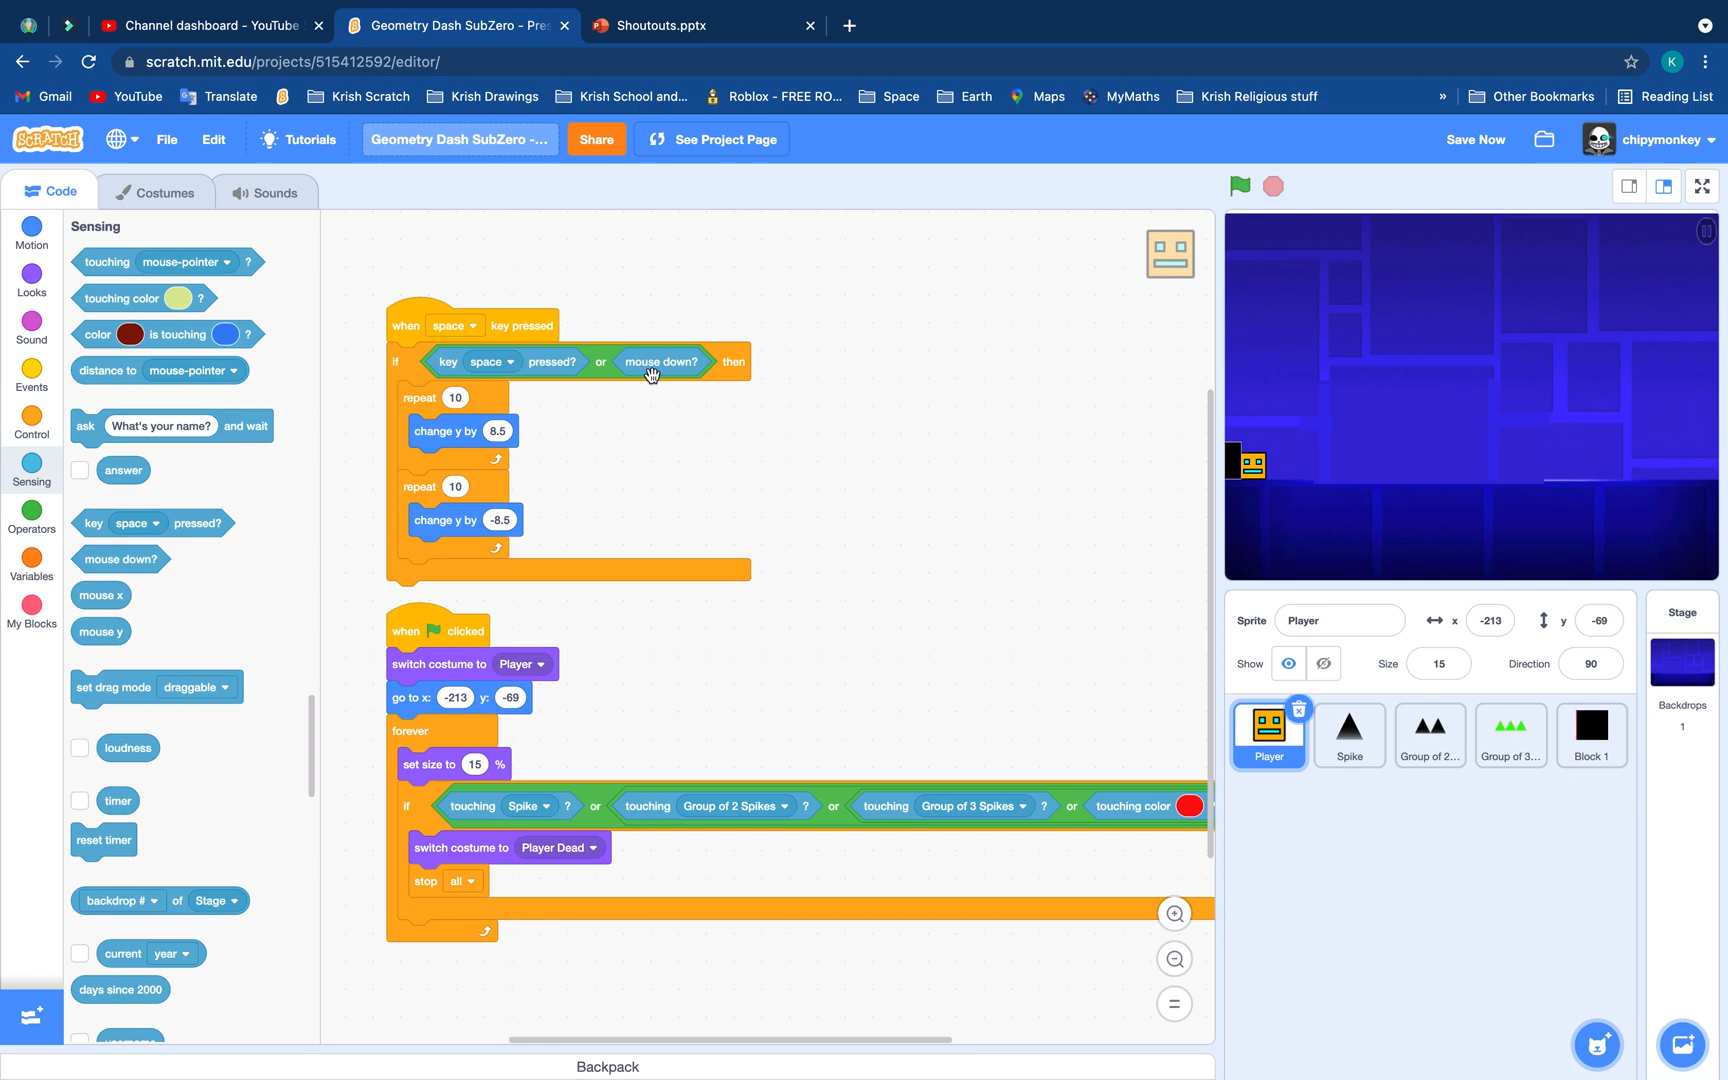 Channel dashboard - YouTube
Geometry Dash SubZero - Pre
Shoutouts.pptx
scratch.mit.edu/projects/515412592/editor/
K
Gmail
YouTube
Translate
Krish Scratch
Krish Drawings
Krish School and...
Roblox - FREE RO...
Space
Earth
Maps
MyMaths
Krish Religious stuff
»
Other Bookmarks
Reading List
SCRATCH
File
Edit
Tutorials
Geometry Dash SubZero -...
Share
See Project Page
Save Now
chipymonkey
Code
Costumes
Sounds
Motion
Looks
Sound
Events
Control
Sensing
Operators
Variables
My Blocks
Sensing
touching mouse-pointer ?
touching color ?
color is touching ?
distance to mouse-pointer
ask What's your name? and wait
answer
key space pressed?
mouse down?
mouse x
mouse y
set drag mode draggable
loudness
timer
reset timer
backdrop # of Stage
current year
days since 2000
username
when space key pressed
if key space pressed? or mouse down? then
repeat 10
change y by 8.5
repeat 10
change y by -8.5
when clicked
switch costume to Player
go to x: -213 y: -69
forever
set size to 15 %
if touching Spike ? or touching Group of 2 Spikes ? or touching Group of 3 Spikes ? or touching color
switch costume to Player Dead
stop all
Backpack
Sprite Player x -213 y -69
Show Size 15 Direction 90
Player
Spike
Group of 2...
Group of 3...
Block 1
Stage
Backdrops
1